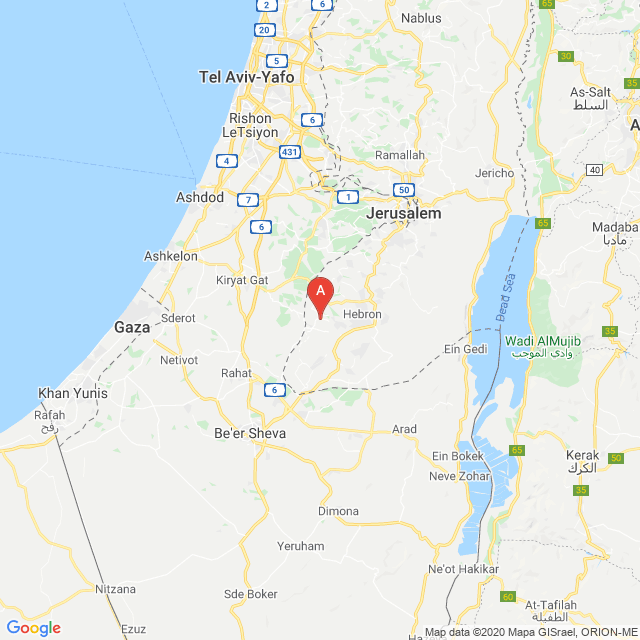 2
65
Nablus
20
5
30
Tel Aviv-Yafo
35
As-Salt
السلط
Rishon
LeTsiyon
6
A
431
Ramallah
4
40
Jericho
Ashdod
7
1
50
Jerusalem
6
65
Madaba
مأدبا
Ashkelon
Kiryat Gat
A
Dead Sea
Gaza
Sderot
Hebron
Wadi AlMujib
وادي الموجب
Ein Gedi
Netivot
Rahat
6
35
Khan Yunis
Rafah
رفح
Be'er Sheva
Arad
65
Ein Bokek
Kerak
الكرك
50
Neve Zohar
35
Dimona
Yeruham
Ne'ot Hakikar
Nitzana
Sde Boker
60
At-Tafilah
الطفيلة
Ezuz
Ha
Google
Map data ©2020 Mapa GISrael, ORION-ME